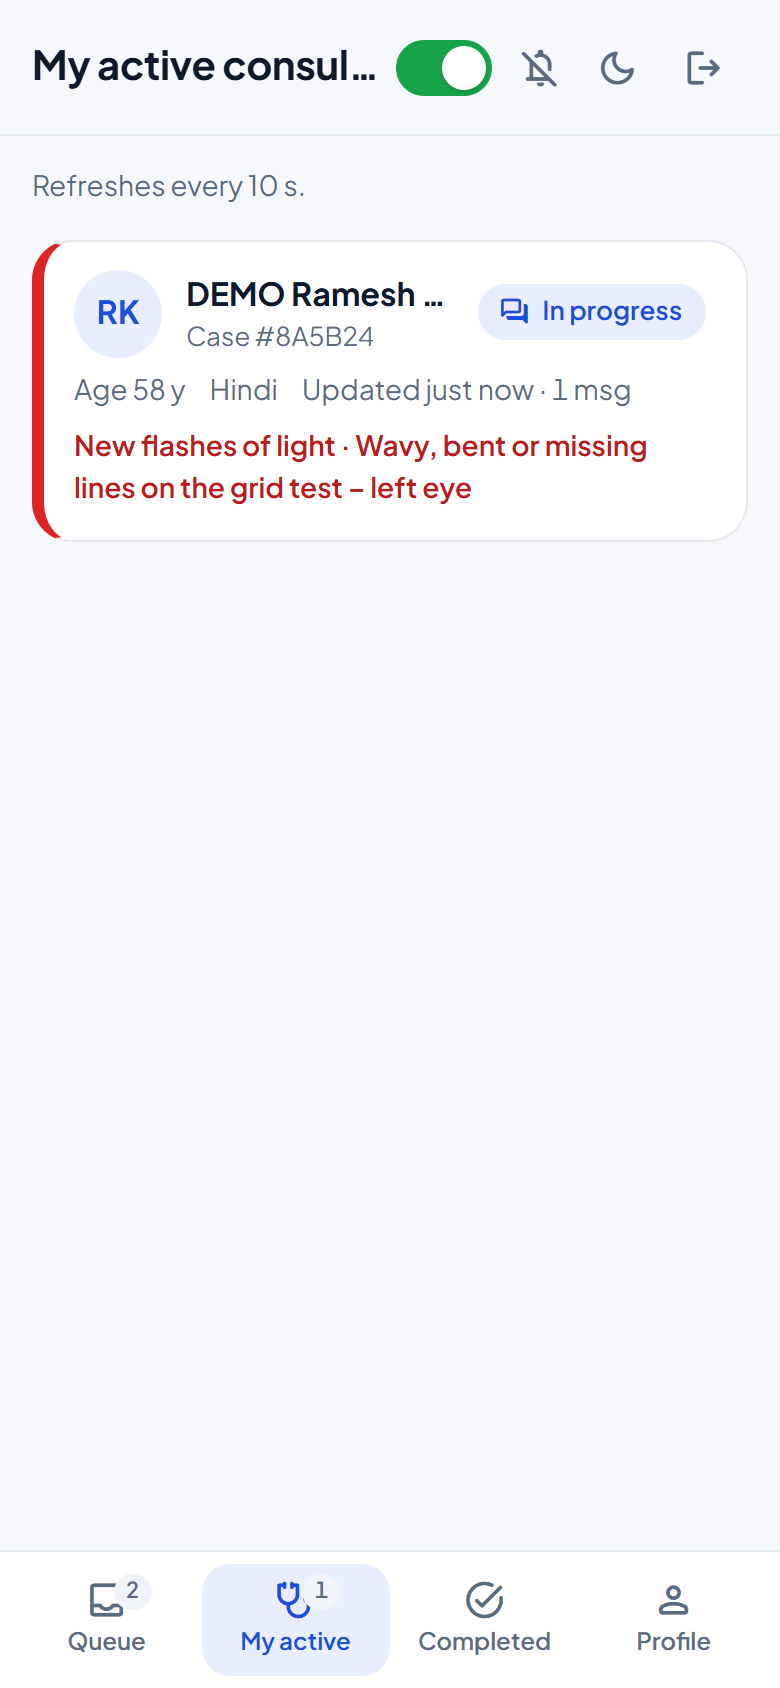 My active consul...
Refreshes every 10 s.
RK
DEMO Ramesh ...
In progress
Case #8A5B24
Age 58 y Hindi Updated just now · 1 msg
New flashes of light · Wavy, bent or missing
lines on the grid test – left eye
2
1
Queue
My active
Completed
Profile